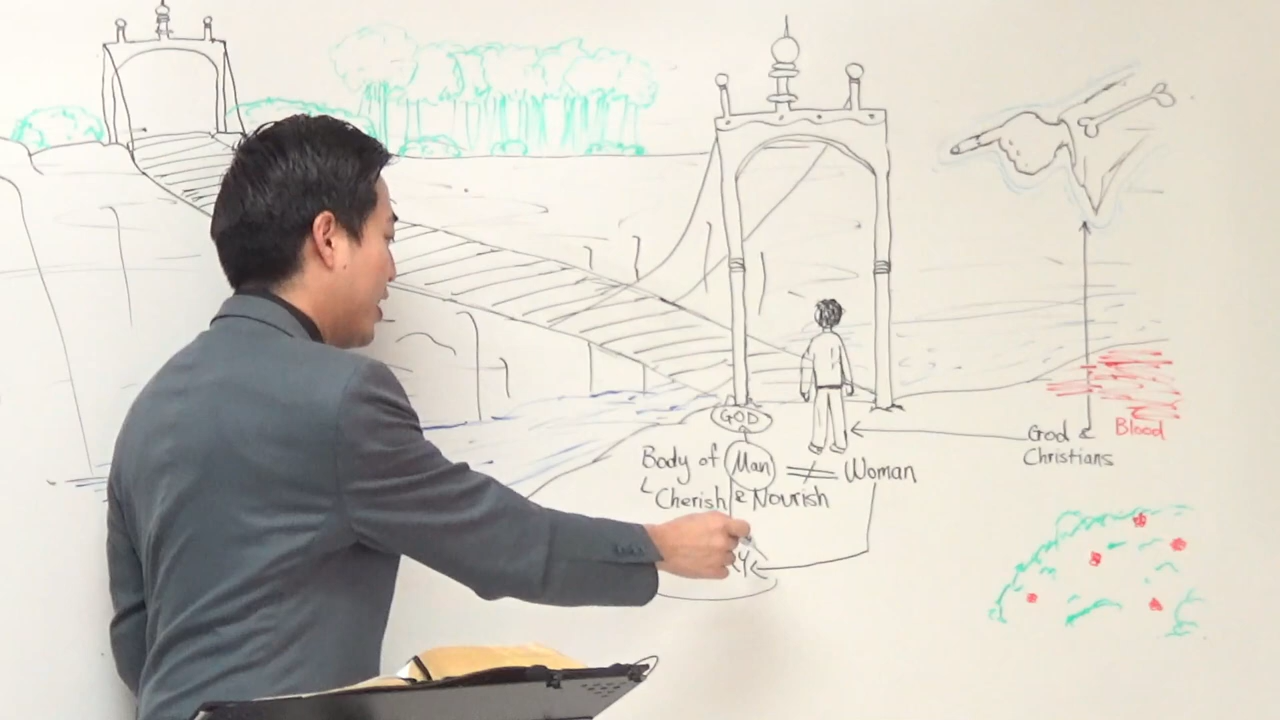 GOD
Body of Man ≠ Woman
Cherish & Nourish
God &
Christians
Blood